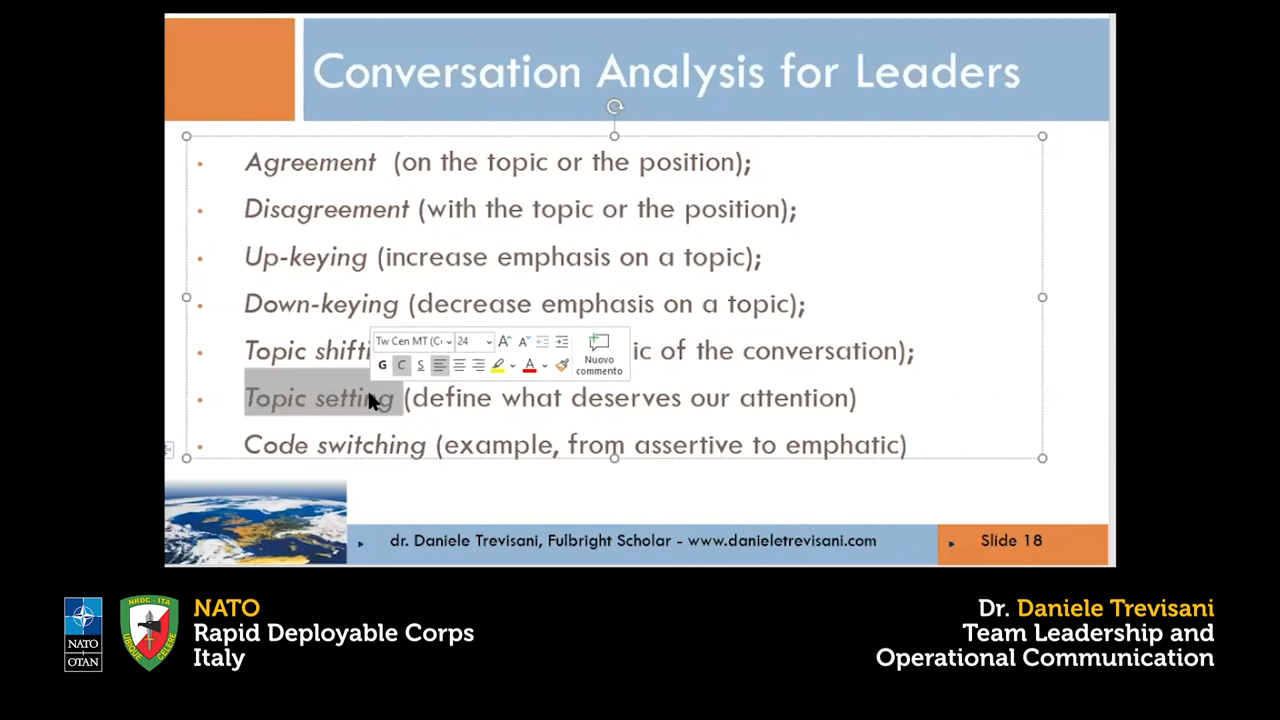 Conversation Analysis for Leaders
• Agreement (on the topic or the position);
• Disagreement (with the topic or the position);
• Up-keying (increase emphasis on a topic);
• Down-keying (decrease emphasis on a topic);
Tw Cen MT (C 24
• Topic shifti ic of the conversation);
G C S A Nuovo
commento
• Topic setting (define what deserves our attention)
• Code switching (example, from assertive to emphatic)
dr. Daniele Trevisani, Fulbright Scholar - www.danieletrevisani.com
Slide 18
NATO
OTAN
NRDC - ITA
UBIQUE CELERE
NATO
Rapid Deployable Corps
Italy
Dr. Daniele Trevisani
Team Leadership and
Operational Communication